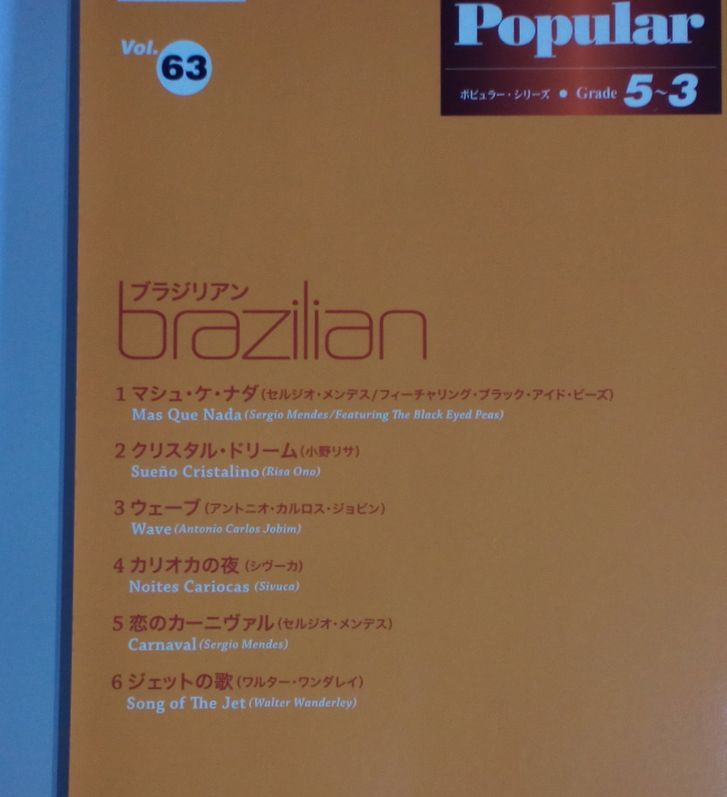 Popular
Vol. 63
ポピュラー・シリーズ ● Grade 5~3
ブラジリアン
brazilian
1 マシュ・ケ・ナダ(セルジオ・メンデス/フィーチャリング・ブラック・アイド・ピーズ)
Mas Que Nada (Sergio Mendes/Featuring The Black Eyed Peas)
2 クリスタル・ドリーム(小野リサ)
Sueño Cristalino (Risa Ono)
3 ウェーブ(アントニオ・カルロス・ジョビン)
Wave (Antonio Carlos Jobim)
4 カリオカの夜(シヴーカ)
Noites Cariocas (Sivuca)
5 恋のカーニヴァル(セルジオ・メンデス)
Carnaval (Sergio Mendes)
6 ジェットの歌(ワルター・ワンダレイ)
Song of The Jet (Walter Wanderley)